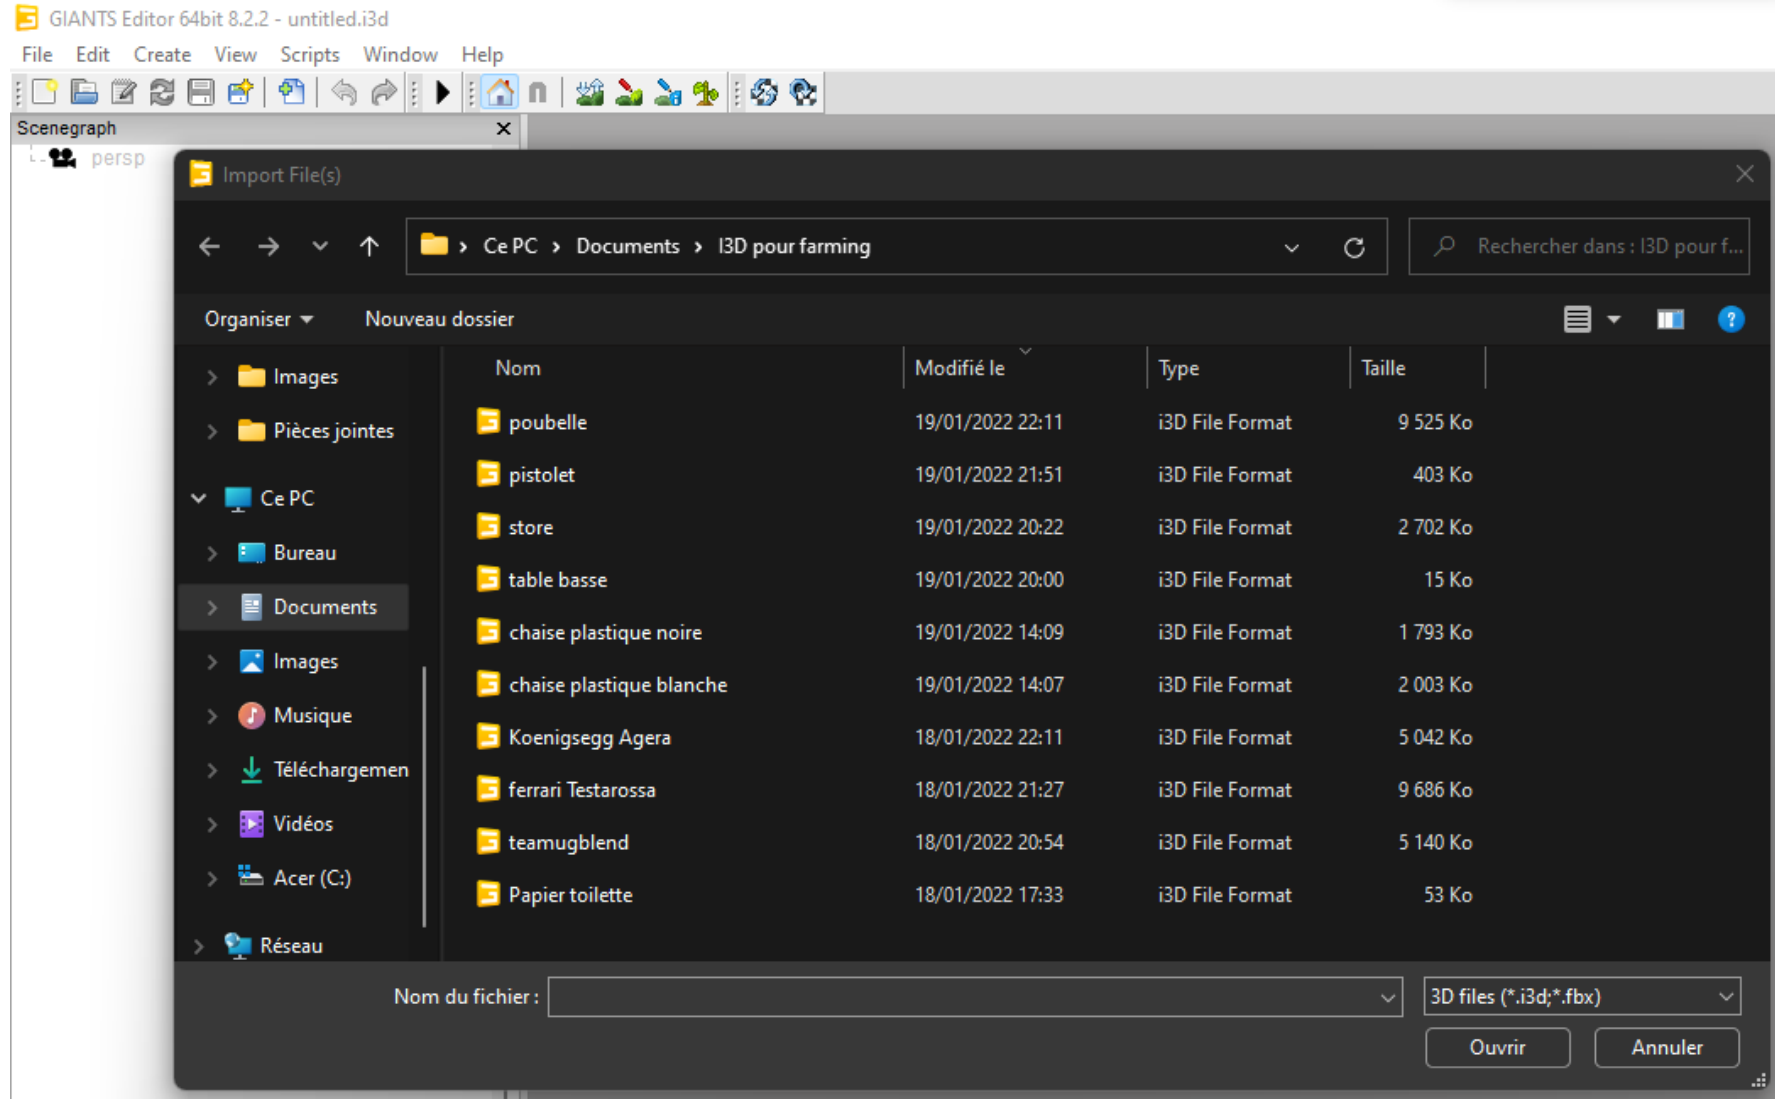 GIANTS Editor 64bit 8.2.2 - untitled.i3d
File Edit Create View Scripts Window Help
Scenegraph
persp
Import File(s)
Ce PC > Documents > I3D pour farming
Rechercher dans : I3D pour f...
Organiser Nouveau dossier
Images
Pièces jointes
Ce PC
Bureau
Documents
Images
Musique
Téléchargemen
Vidéos
Acer (C:)
Réseau
Nom Modifié le Type Taille
poubelle 19/01/2022 22:11 i3D File Format 9 525 Ko
pistolet 19/01/2022 21:51 i3D File Format 403 Ko
store 19/01/2022 20:22 i3D File Format 2 702 Ko
table basse 19/01/2022 20:00 i3D File Format 15 Ko
chaise plastique noire 19/01/2022 14:09 i3D File Format 1 793 Ko
chaise plastique blanche 19/01/2022 14:07 i3D File Format 2 003 Ko
Koenigsegg Agera 18/01/2022 22:11 i3D File Format 5 042 Ko
ferrari Testarossa 18/01/2022 21:27 i3D File Format 9 686 Ko
teamugblend 18/01/2022 20:54 i3D File Format 5 140 Ko
Papier toilette 18/01/2022 17:33 i3D File Format 53 Ko
Nom du fichier :
3D files (*.i3d;*.fbx)
Ouvrir Annuler